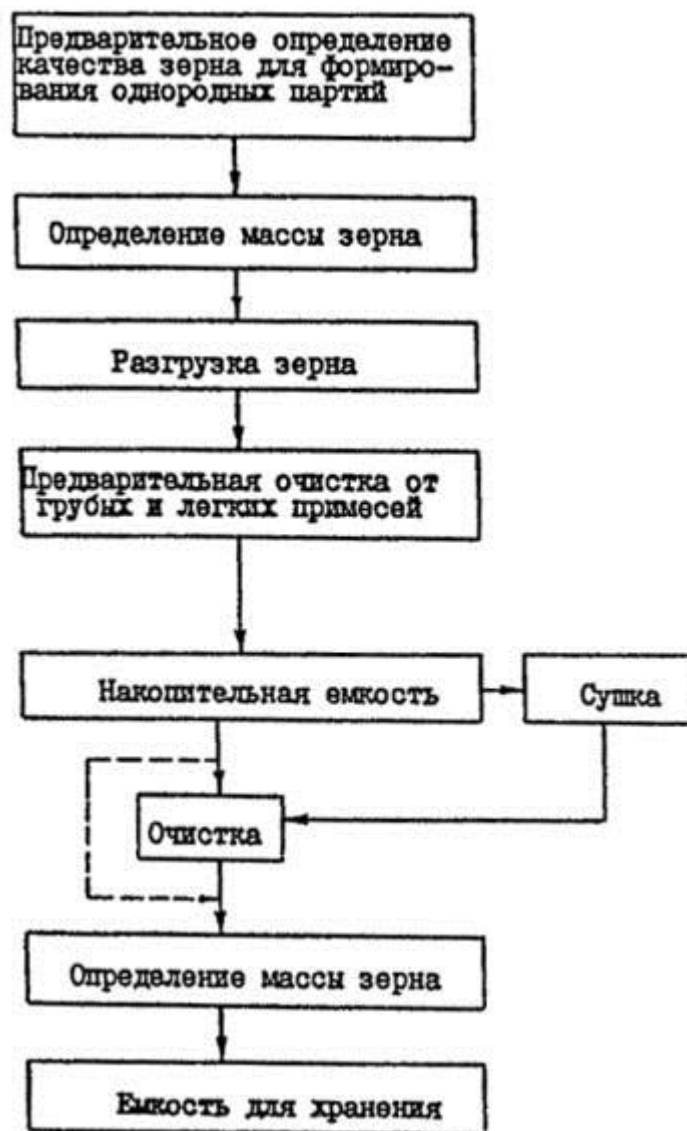 Предварительное определение
качества зерна для формиро-
вания однородных партий
Определение массы зерна
Разгрузка зерна
Предварительная очистка от
грубых и легких примесей
Накопительная емкость
Сушка
Очистка
Определение массы зерна
Емкость для хранения